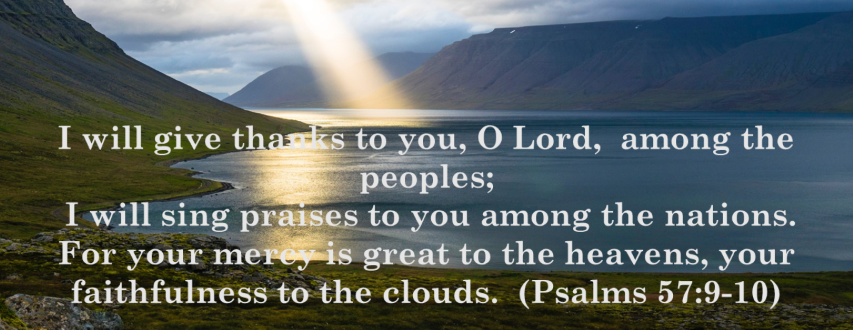 I will give thanks to you, O Lord,  among the
peoples;
I will sing praises to you among the nations.
For your mercy is great to the heavens, your
faithfulness to the clouds.  (Psalms 57:9-10)